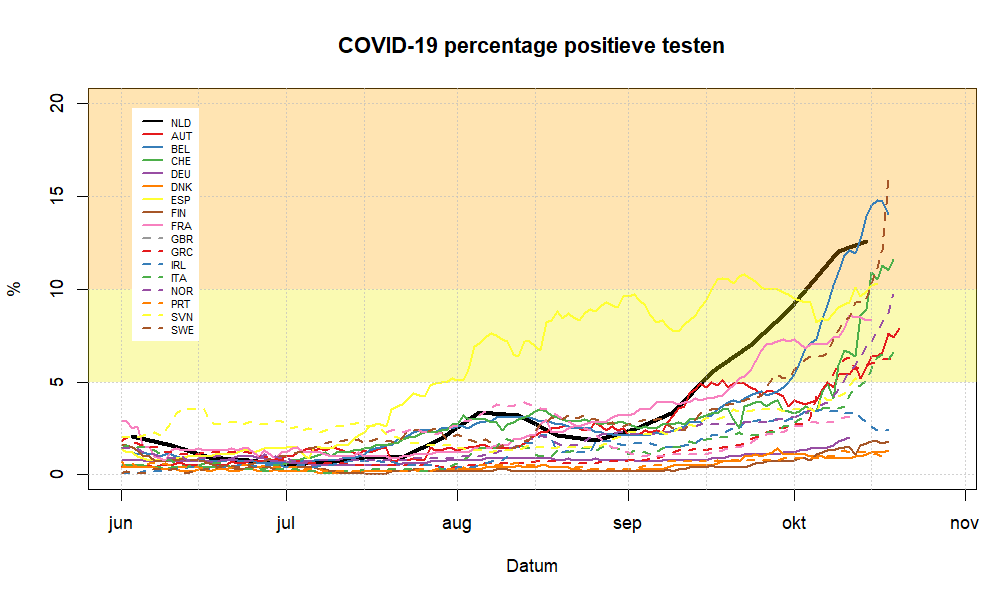 COVID-19 percentage positieve testen
20
15
10
5
0
%
NLD
AUT
BEL
CHE
DEU
DNK
ESP
FIN
FRA
GBR
GRC
IRL
ITA
NOR
PRT
SVN
SWE
jun jul aug sep okt nov
Datum